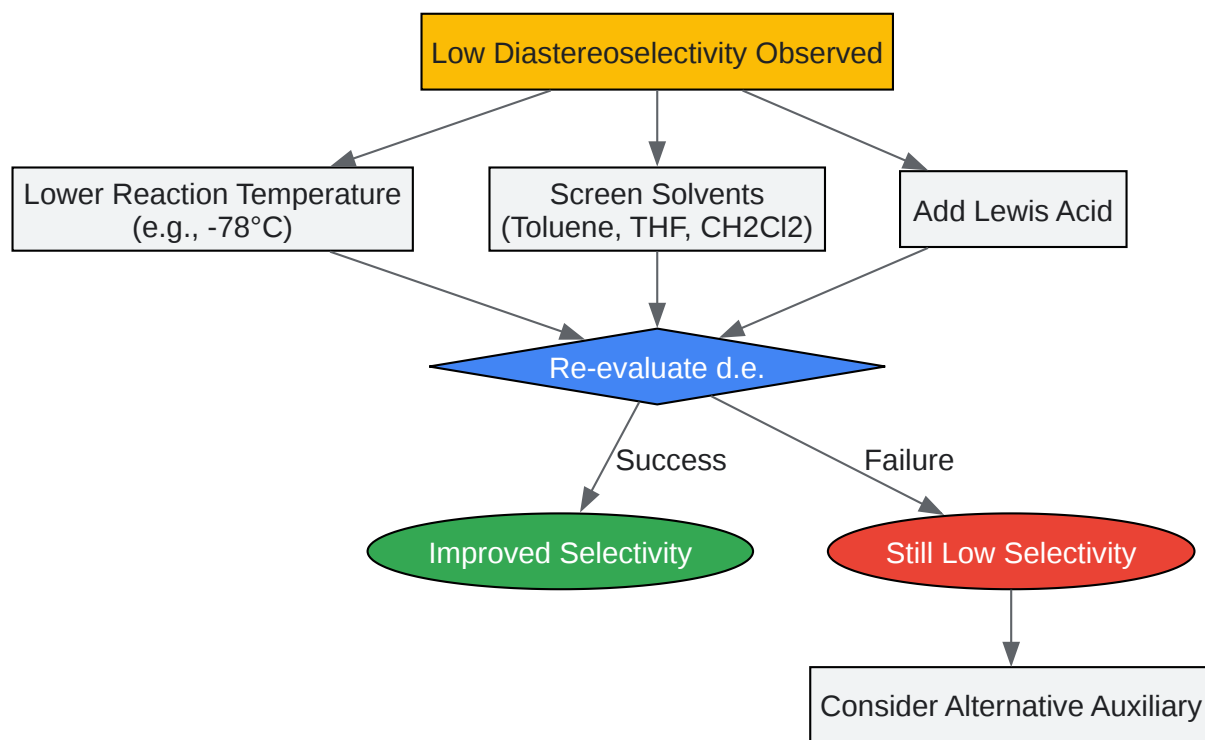 Low Diastereoselectivity Observed
Lower Reaction Temperature
(e.g., -78°C)
Screen Solvents
(Toluene, THF, CH2Cl2)
Add Lewis Acid
Re-evaluate d.e.
Success
Failure
Improved Selectivity
Still Low Selectivity
Consider Alternative Auxiliary